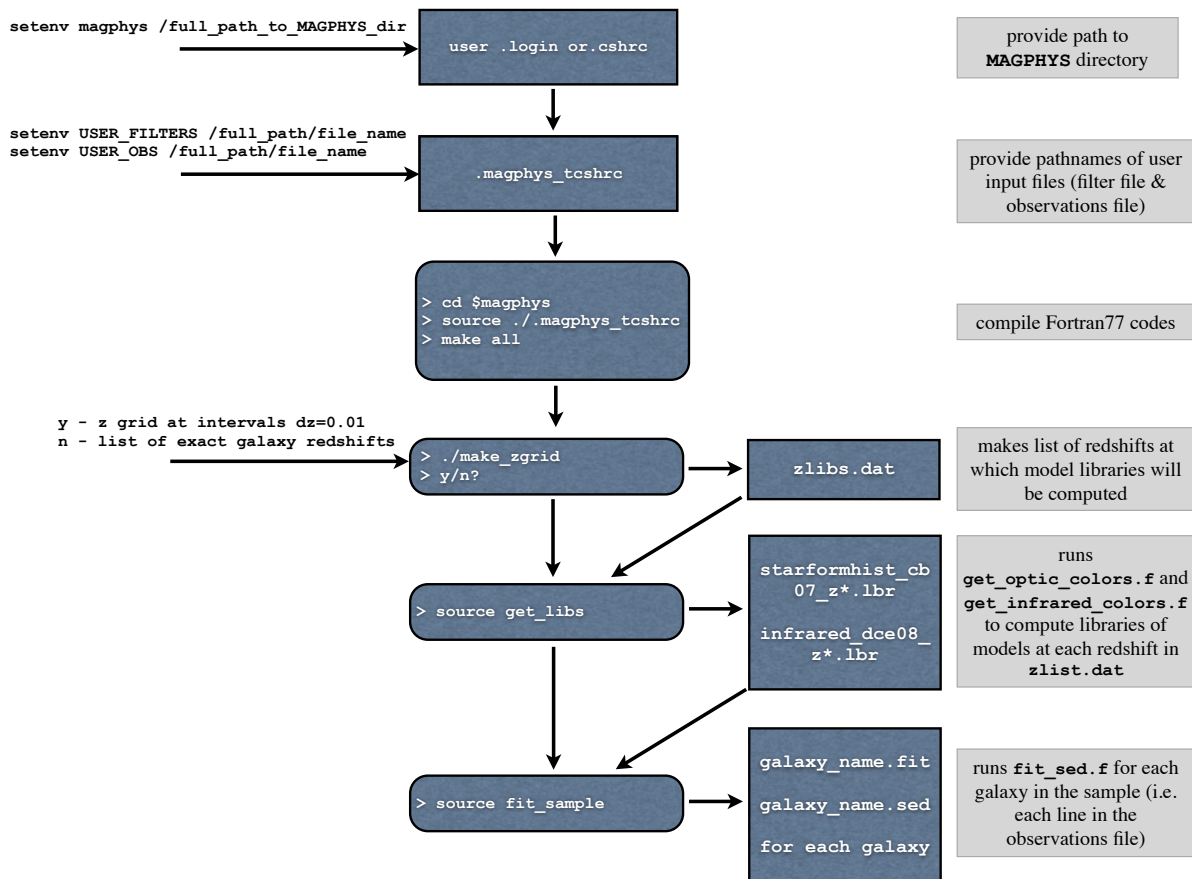 setenv magphys /full_path_to_MAGPHYS_dir
user .login or.cshrc
provide path to
MAGPHYS directory
setenv USER_FILTERS /full_path/file_name
setenv USER_OBS /full_path/file_name
.magphys_tcshrc
provide pathnames of user
input files (filter file &
observations file)
> cd $magphys
> source ./.magphys_tcshrc
> make all
compile Fortran77 codes
y - z grid at intervals dz=0.01
n - list of exact galaxy redshifts
> ./make_zgrid
> y/n?
zlibs.dat
makes list of redshifts at
which model libraries will
be computed
> source get_libs
starformhist_cb
07_z*.lbr
infrared_dce08_
z*.lbr
runs
get_optic_colors.f and
get_infrared_colors.f
to compute libraries of
models at each redshift in
zlist.dat
> source fit_sample
galaxy_name.fit
galaxy_name.sed
for each galaxy
runs fit_sed.f for each
galaxy in the sample (i.e.
each line in the
observations file)